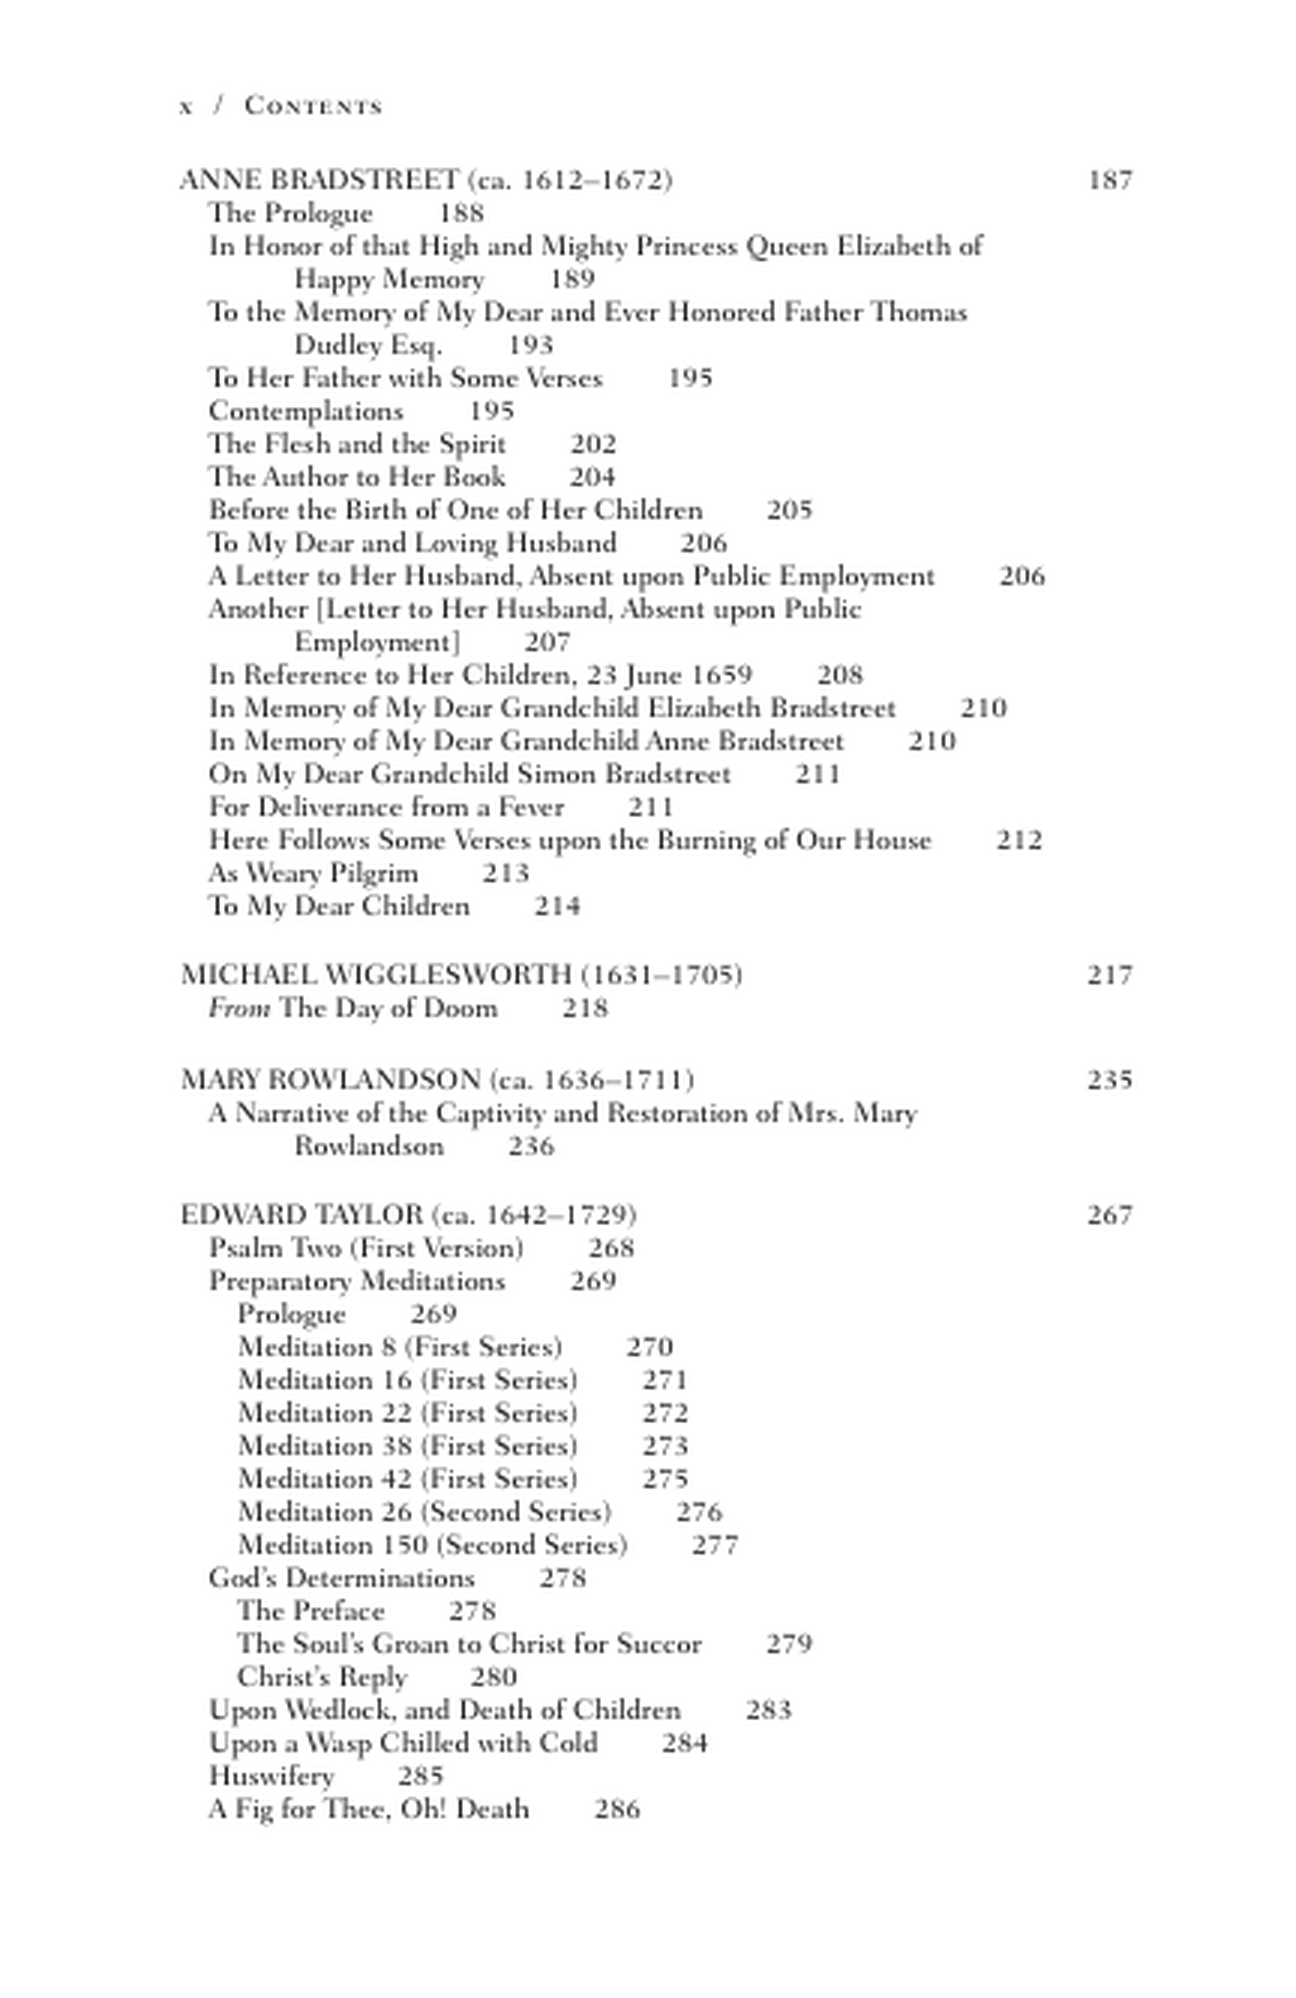 x / Contents
ANNE BRADSTREET (ca. 1612–1672) 187
The Prologue 188
In Honor of that High and Mighty Princess Queen Elizabeth of
Happy Memory 189
To the Memory of My Dear and Ever Honored Father Thomas
Dudley Esq. 193
To Her Father with Some Verses 195
Contemplations 195
The Flesh and the Spirit 202
The Author to Her Book 204
Before the Birth of One of Her Children 205
To My Dear and Loving Husband 206
A Letter to Her Husband, Absent upon Public Employment 206
Another [Letter to Her Husband, Absent upon Public
Employment] 207
In Reference to Her Children, 23 June 1659 208
In Memory of My Dear Grandchild Elizabeth Bradstreet 210
In Memory of My Dear Grandchild Anne Bradstreet 210
On My Dear Grandchild Simon Bradstreet 211
For Deliverance from a Fever 211
Here Follows Some Verses upon the Burning of Our House 212
As Weary Pilgrim 213
To My Dear Children 214
MICHAEL WIGGLESWORTH (1631–1705) 217
From The Day of Doom 218
MARY ROWLANDSON (ca. 1636–1711) 235
A Narrative of the Captivity and Restoration of Mrs. Mary
Rowlandson 236
EDWARD TAYLOR (ca. 1642–1729) 267
Psalm Two (First Version) 268
Preparatory Meditations 269
Prologue 269
Meditation 8 (First Series) 270
Meditation 16 (First Series) 271
Meditation 22 (First Series) 272
Meditation 38 (First Series) 273
Meditation 42 (First Series) 275
Meditation 26 (Second Series) 276
Meditation 150 (Second Series) 277
God's Determinations 278
The Preface 278
The Soul's Groan to Christ for Succor 279
Christ's Reply 280
Upon Wedlock, and Death of Children 283
Upon a Wasp Chilled with Cold 284
Huswifery 285
A Fig for Thee, Oh! Death 286